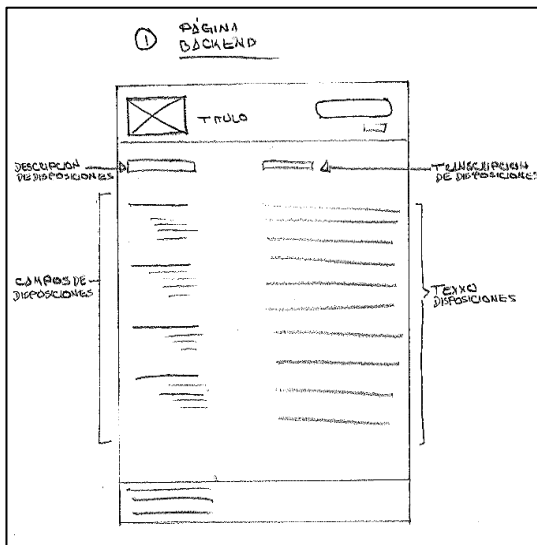 ① PÁGINA
BACKEND
TITULO
DESCRIPCION
DE DISPOSICIONES
TRANSCRIPCION
DE DISPOSICIONES
CAMPOS DE
DISPOSICIONES
TEXTO
DISPOSICIONES